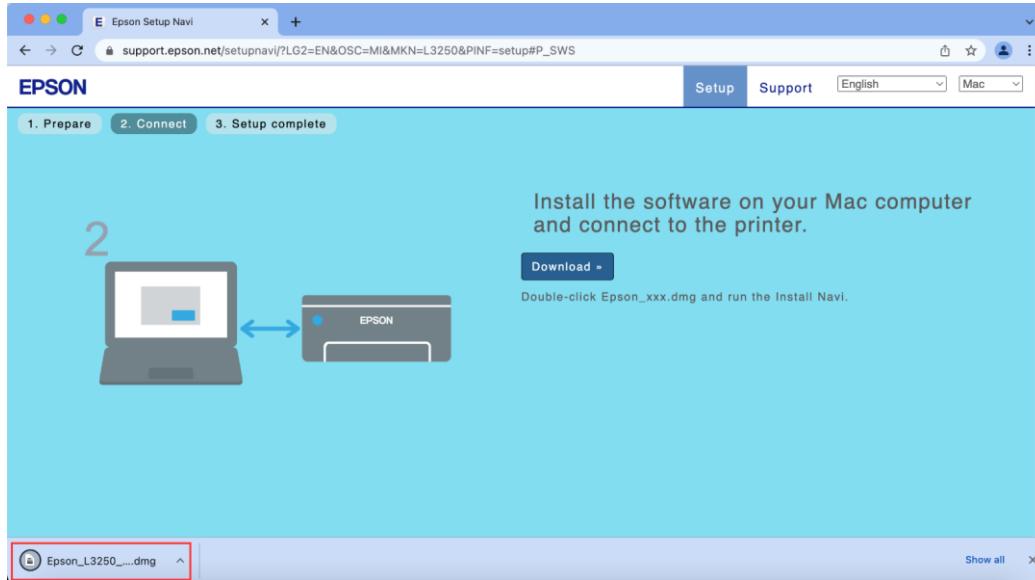 E Epson Setup Navi
support.epson.net/setupnavi/?LG2=EN&OSC=MI&MKN=L3250&PINF=setup#P_SWS
EPSON
Setup Support English Mac
1. Prepare 2. Connect 3. Setup complete
Install the software on your Mac computer
and connect to the printer.
2
Download »
Double-click Epson_xxx.dmg and run the Install Navi.
EPSON
Epson_L3250_....dmg
Show all